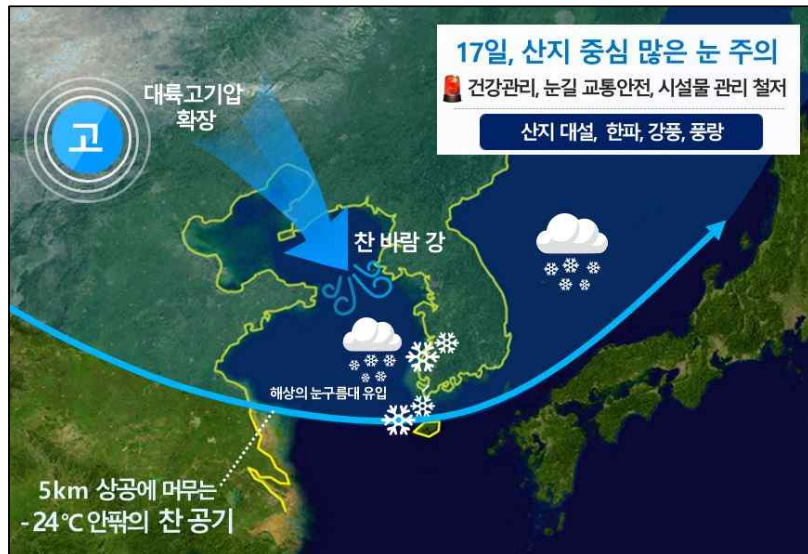 17일, 산지 중심 많은 눈 주의
건강관리, 눈길 교통안전, 시설물 관리 철저
산지 대설, 한파, 강풍, 풍랑
대륙고기압
확장
고
찬 바람 강
해상의 눈구름대 유입
5km 상공에 머무는
-24℃ 안팎의 찬 공기